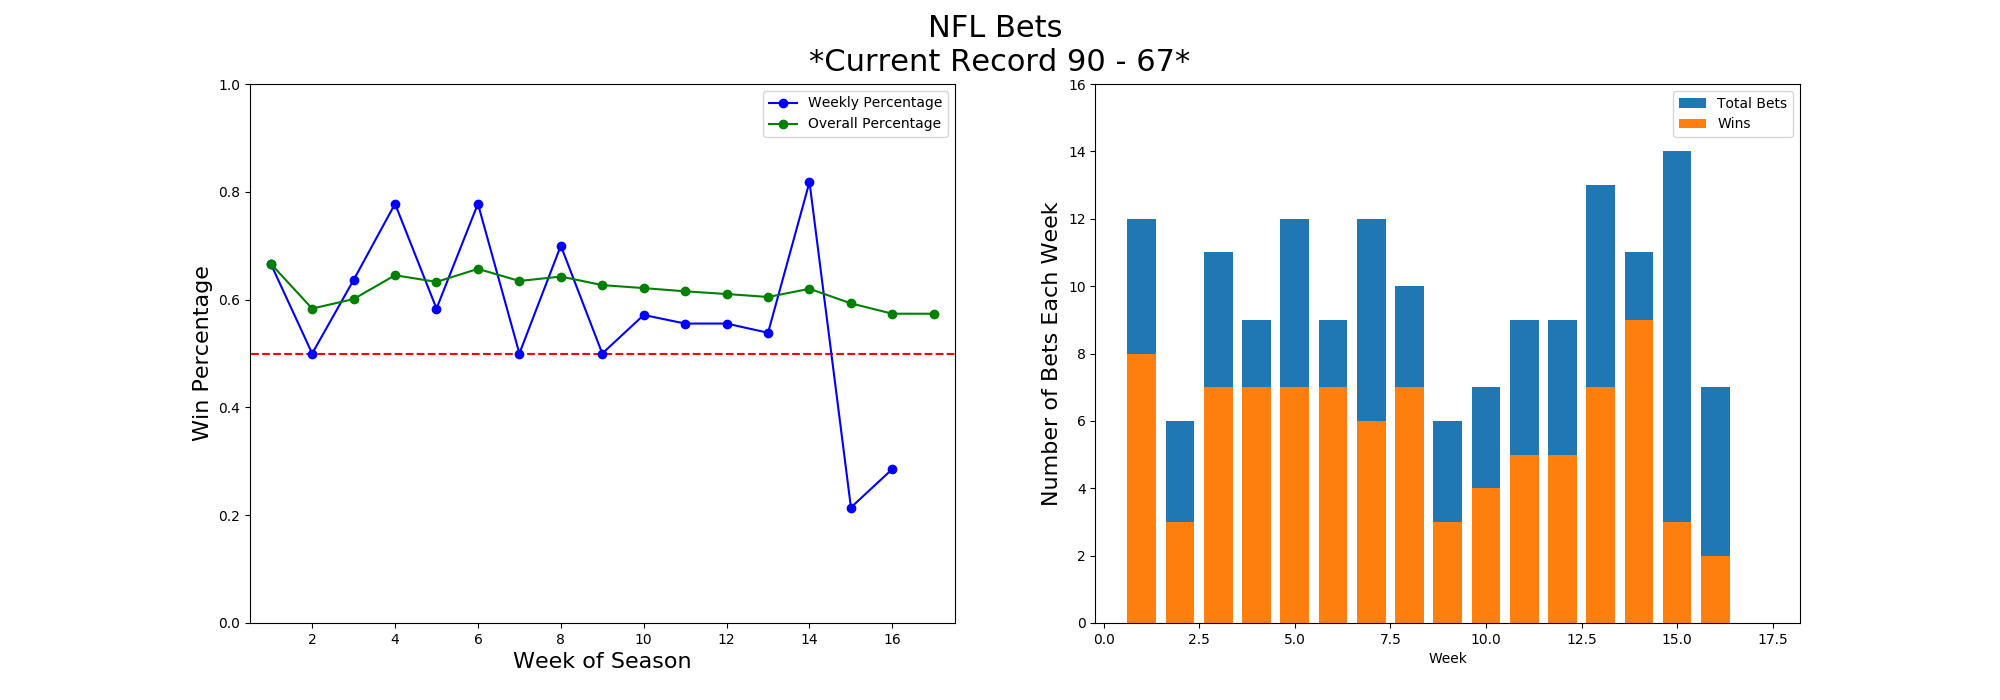 NFL Bets
*Current Record 90 - 67*
Win Percentage
1.0
0.8
0.6
0.4
0.2
0.0
Weekly Percentage
Overall Percentage
2 4 6 8 10 12 14 16
Week of Season
Number of Bets Each Week
16
14
12
10
8
6
4
2
0
Total Bets
Wins
0.0 2.5 5.0 7.5 10.0 12.5 15.0 17.5
Week